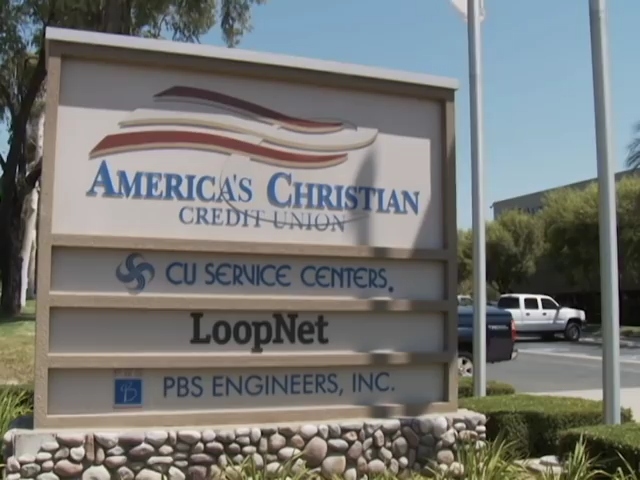 AMERICA'S CHRISTIAN
CREDIT UNION
CU SERVICE CENTERS.
LoopNet
PBS ENGINEERS, INC.